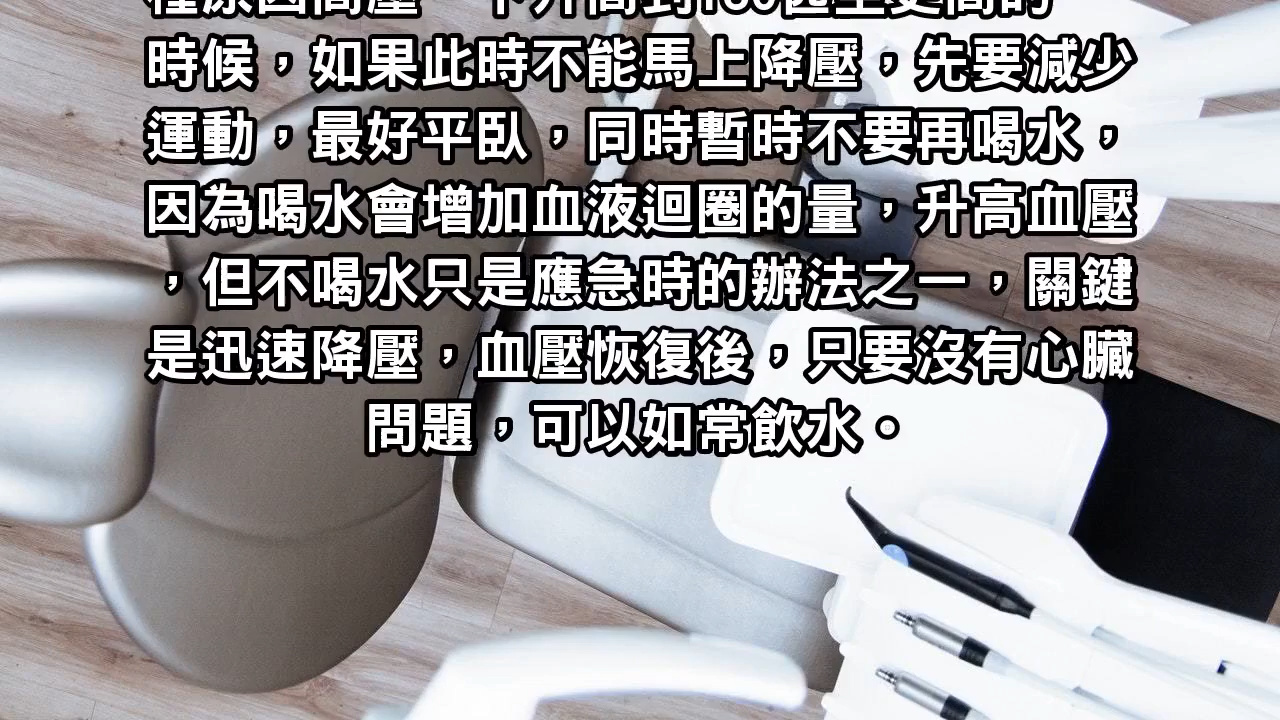 時候，如果此時不能馬上降壓，先要減少
運動，最好平臥，同時暫時不要再喝水，
因為喝水會增加血液迴圈的量，升高血壓
，但不喝水只是應急時的辦法之一，關鍵
是迅速降壓，血壓恢復後，只要沒有心臟
問題，可以如常飲水。